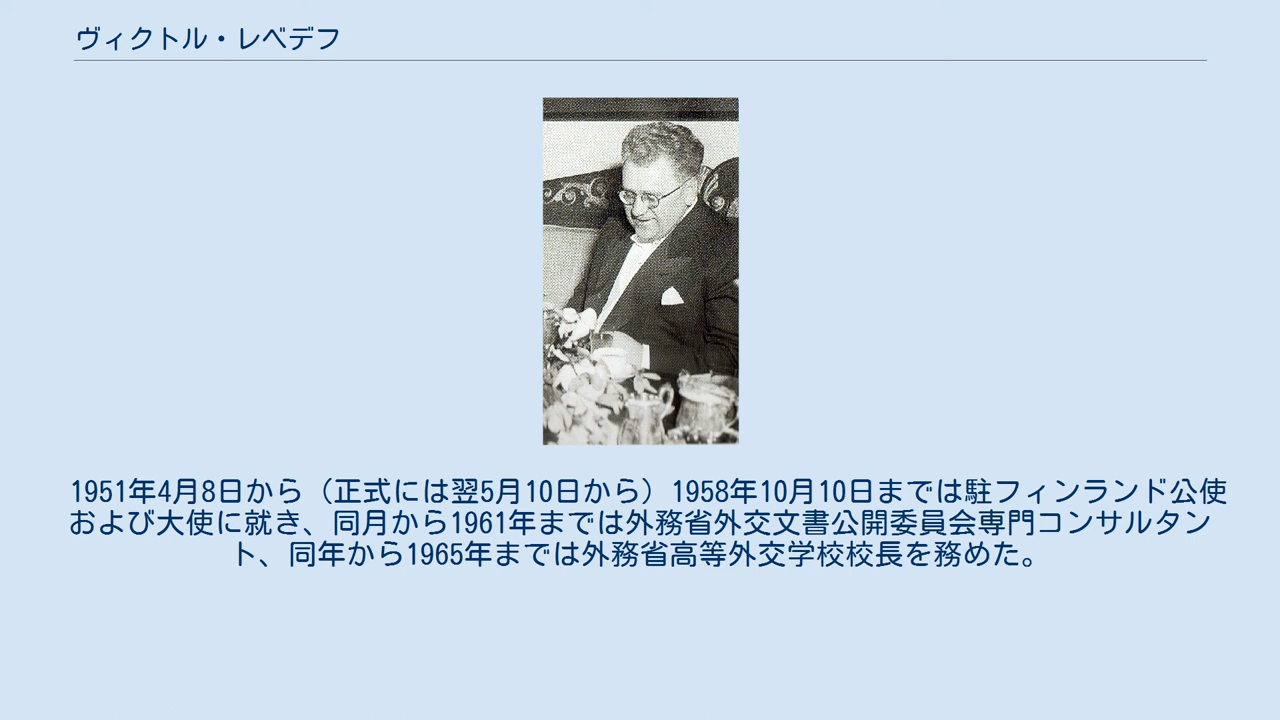 ヴィクトル・レベデフ
1951年4月8日から（正式には翌5月10日から）1958年10月10日までは駐フィンランド公使
および大使に就き、同月から1961年までは外務省外交文書公開委員会専門コンサルタン
ト、同年から1965年までは外務省高等外交学校校長を務めた。